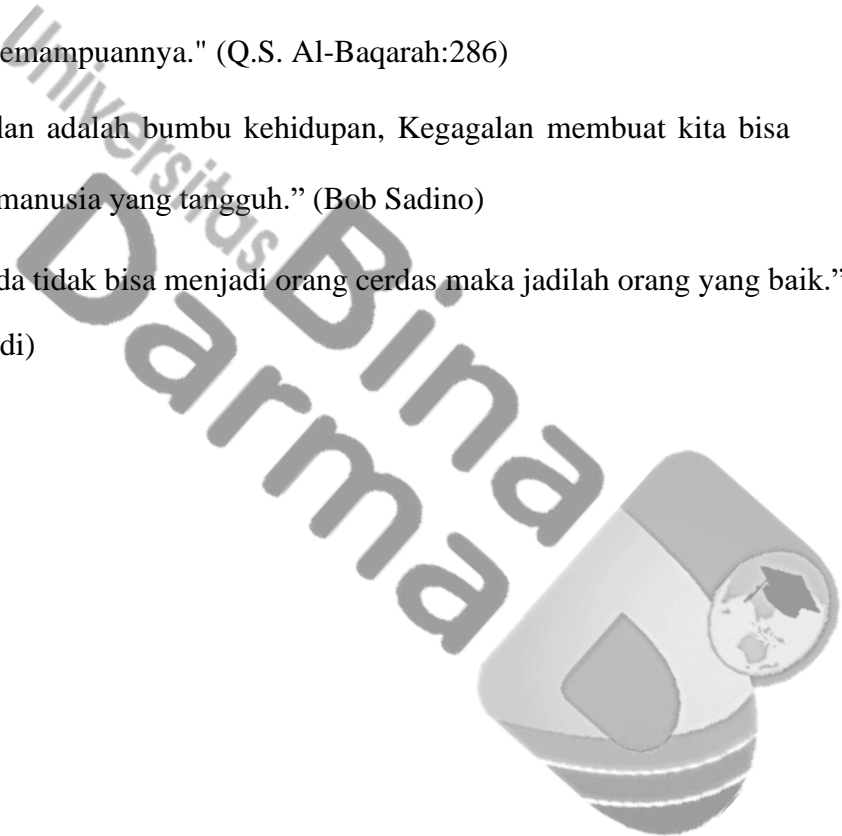 emampuannya." (Q.S. Al-Baqarah:286)
lan adalah bumbu kehidupan, Kegagalan membuat kita bisa
manusia yang tangguh.” (Bob Sadino)
da tidak bisa menjadi orang cerdas maka jadilah orang yang baik.”
di)
Universitas
Bina
Darma